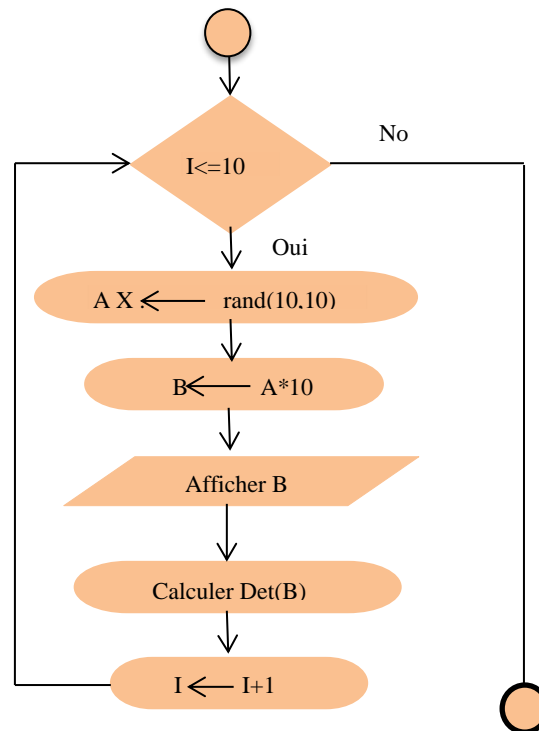 I<=10
No
Oui
A X : rand(10,10)
B A*10
Afficher B
Calculer Det(B)
I I+1